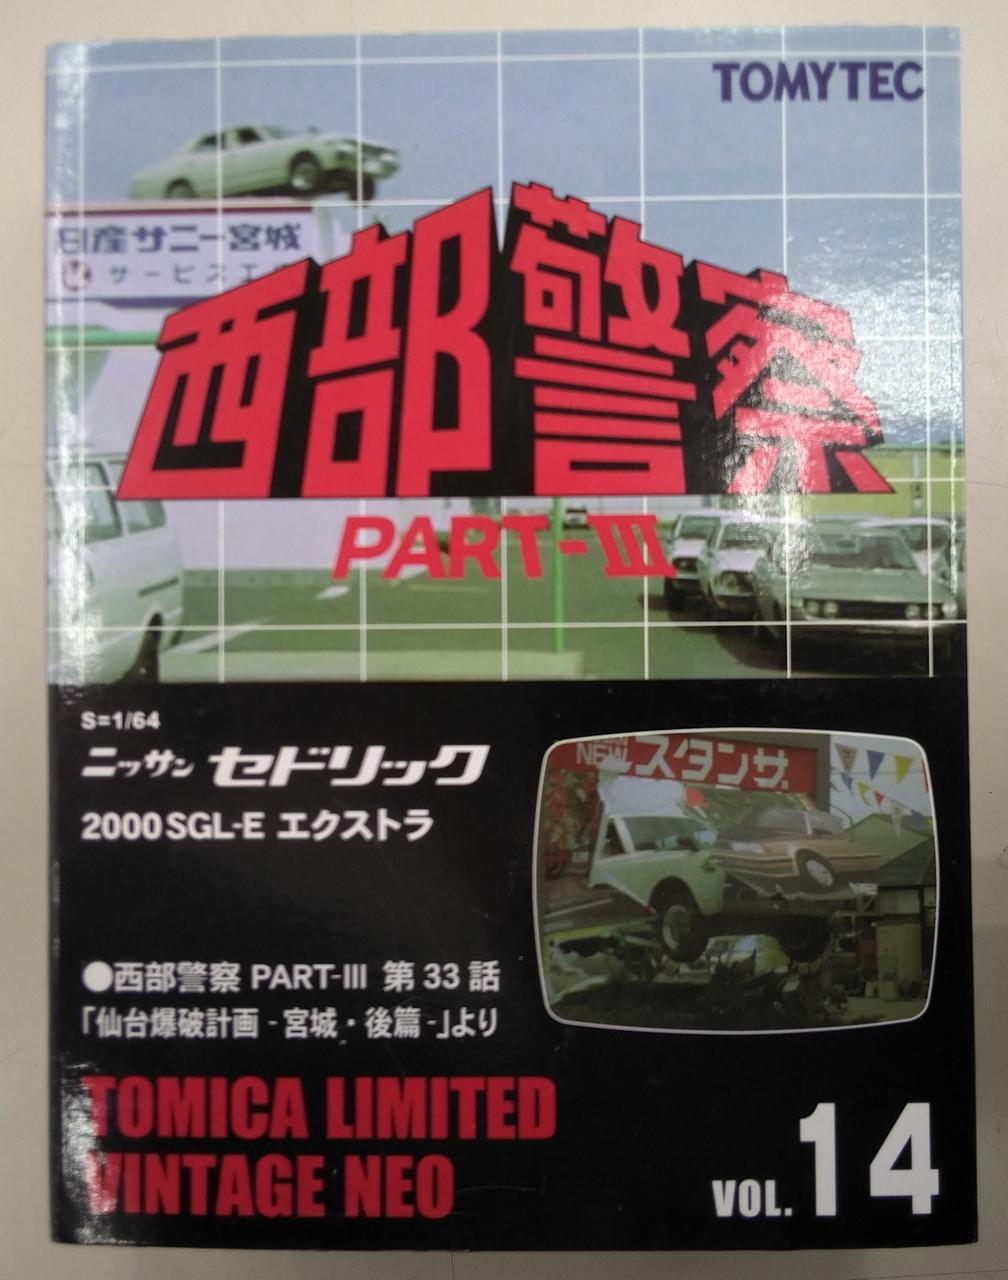 TOMYTEC
日産サニー宮城
サービスエ
西部警察
PART-III
S=1/64
ニッサン セドリック
2000SGL-E エクストラ
NEW スタンザ
●西部警察 PART-III 第33話
「仙台爆破計画 - 宮城・後篇 -」より
TOMICA LIMITED
VINTAGE NEO
VOL.14